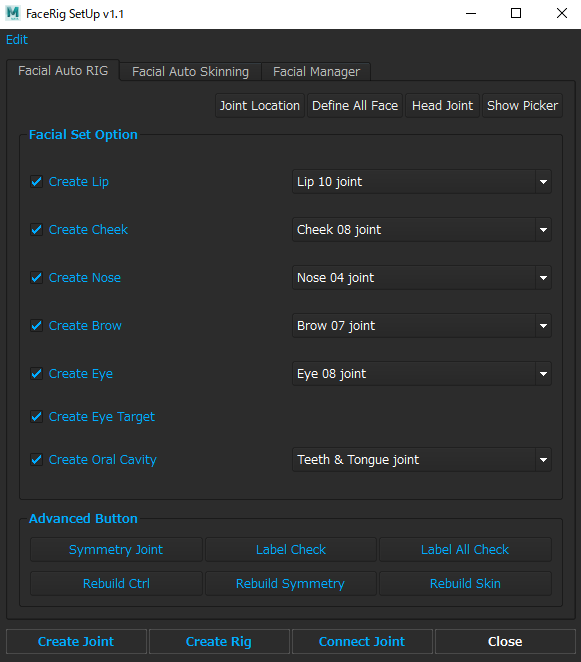 FaceRig SetUp v1.1
Edit
Facial Auto RIG Facial Auto Skinning Facial Manager
Joint Location Define All Face Head Joint Show Picker
Facial Set Option
Create Lip Lip 10 joint
Create Cheek Cheek 08 joint
Create Nose Nose 04 joint
Create Brow Brow 07 joint
Create Eye Eye 08 joint
Create Eye Target
Create Oral Cavity Teeth & Tongue joint
Advanced Button
Symmetry Joint Label Check Label All Check
Rebuild Ctrl Rebuild Symmetry Rebuild Skin
Create Joint Create Rig Connect Joint Close